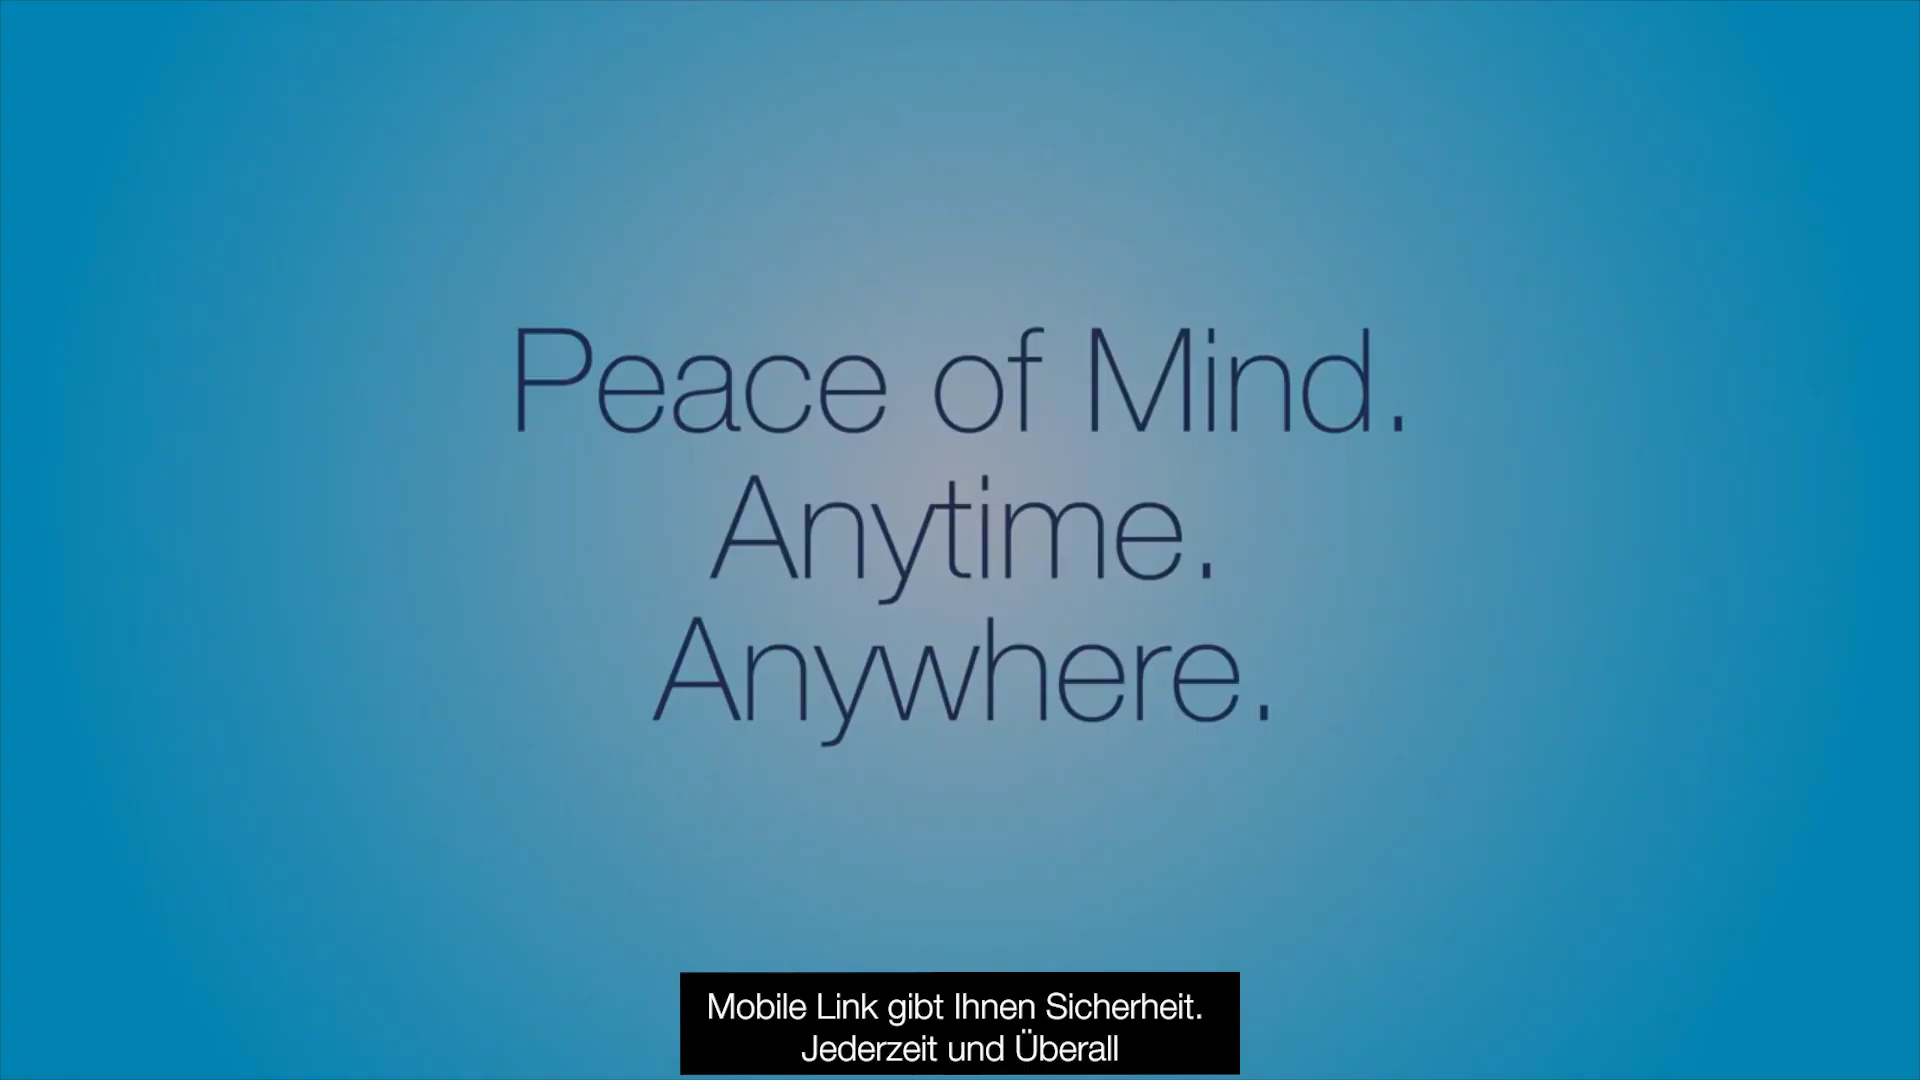 Peace of Mind.
Anytime.
Anywhere.
Mobile Link gibt Ihnen Sicherheit.
Jederzeit und Überall